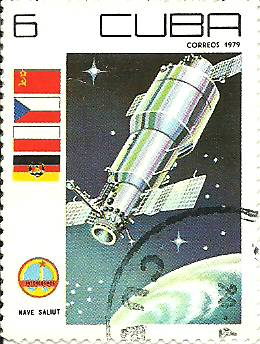 6 CUBA
CORREOS 1979
INTERCOSMOS
NAVE SALIUT